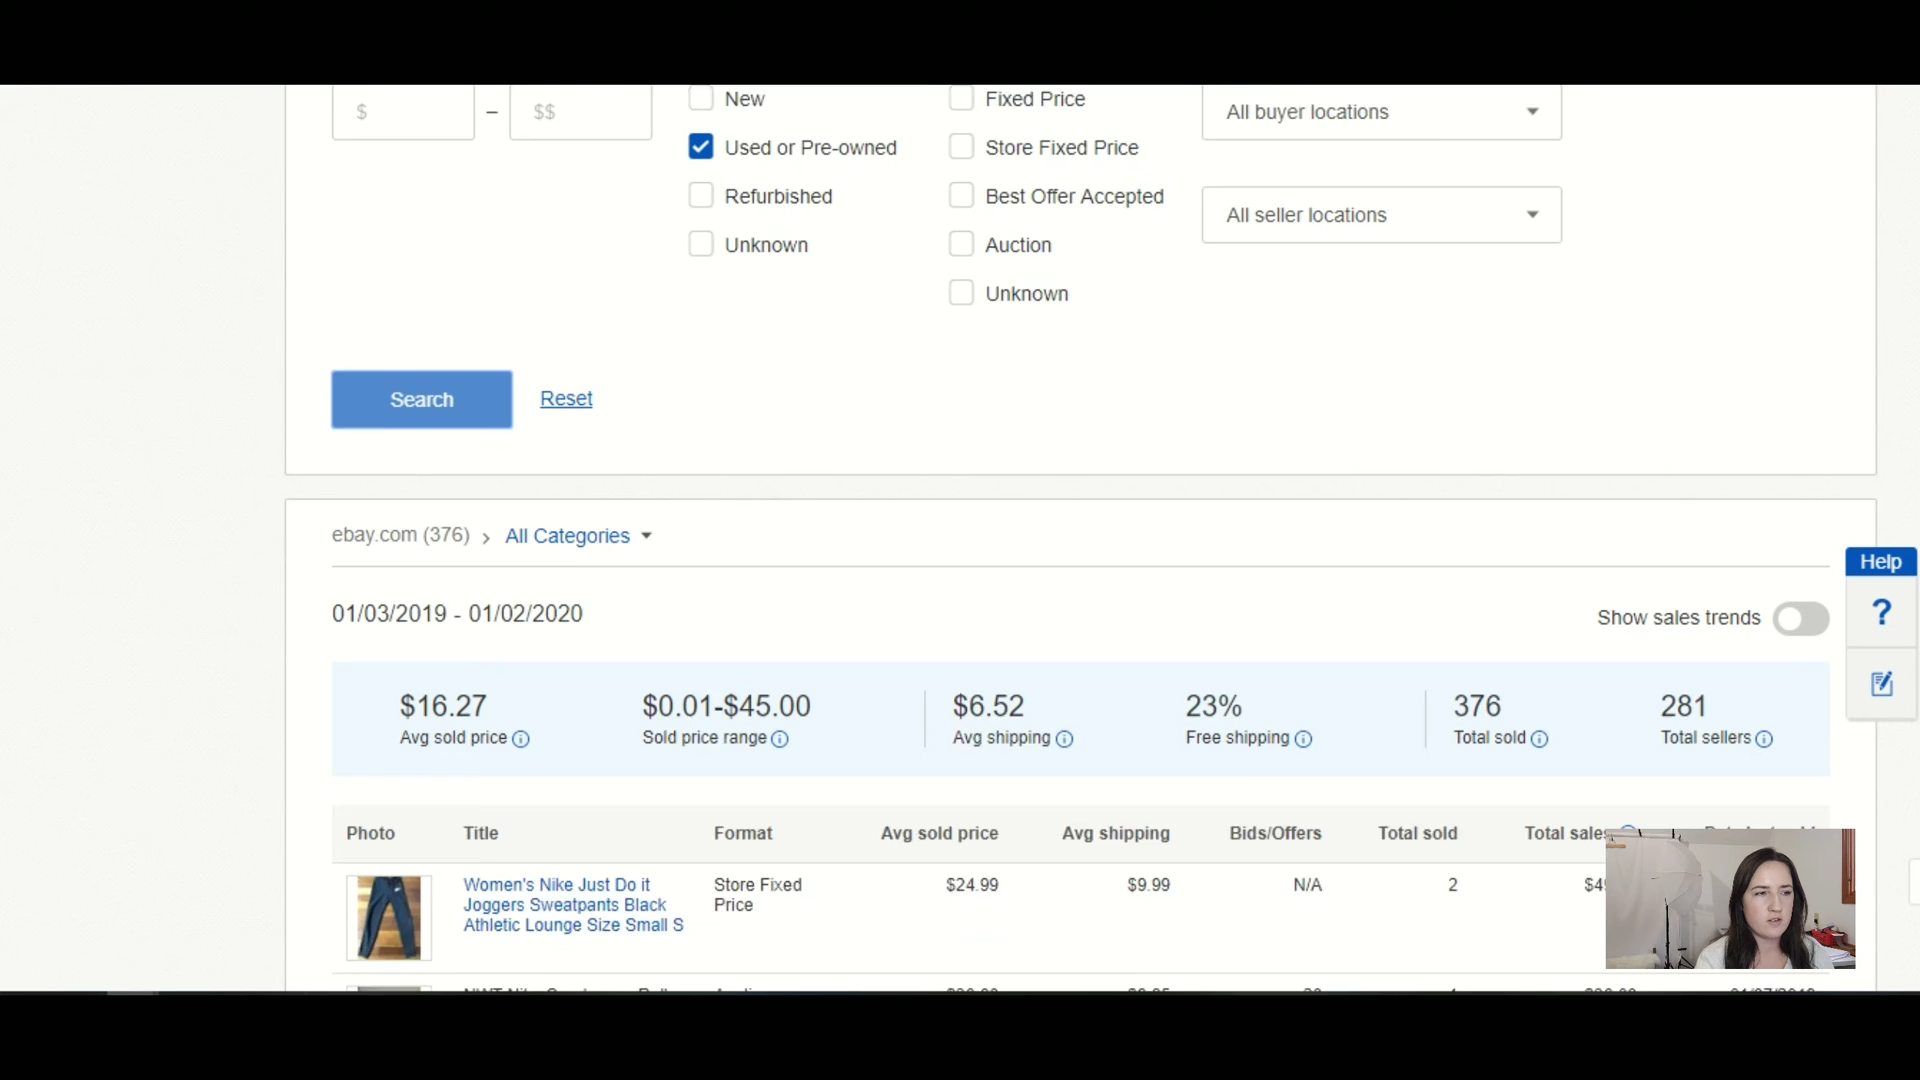 $ – $$
New
Used or Pre-owned
Refurbished
Unknown
Fixed Price
Store Fixed Price
Best Offer Accepted
Auction
Unknown
All buyer locations
All seller locations
Search Reset
ebay.com (376) > All Categories
Help
?
01/03/2019 - 01/02/2020
Show sales trends
$16.27 $0.01-$45.00 $6.52 23% 376 281
Avg sold price Sold price range Avg shipping Free shipping Total sold Total sellers
Photo Title Format Avg sold price Avg shipping Bids/Offers Total sold Total sales
Women's Nike Just Do it
Joggers Sweatpants Black
Athletic Lounge Size Small S
Store Fixed
Price
$24.99 $9.99 N/A 2